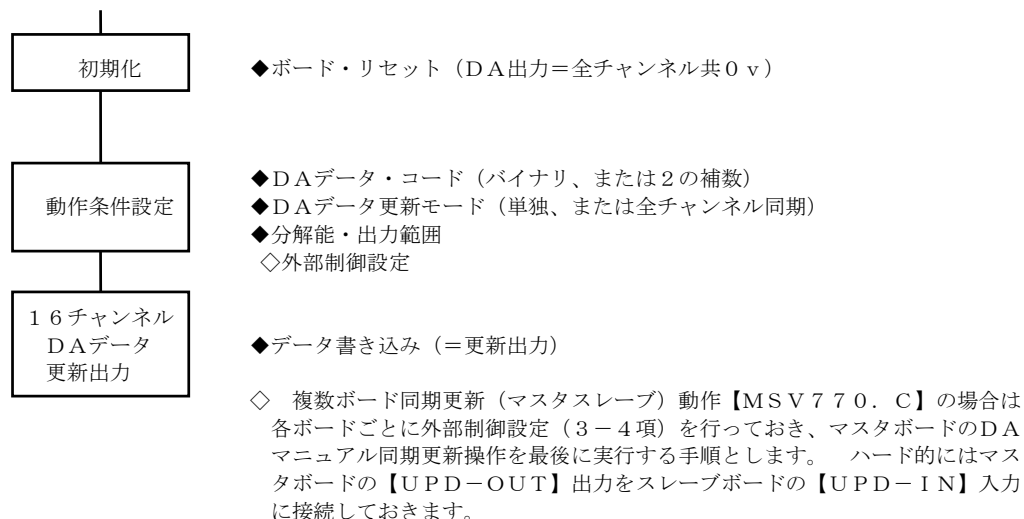 初期化
◆ボード・リセット（ＤＡ出力＝全チャンネル共０ｖ）
動作条件設定
◆ＤＡデータ・コード（バイナリ、または２の補数）
◆ＤＡデータ更新モード（単独、または全チャンネル同期）
◆分解能・出力範囲
◇外部制御設定
１６チャンネル
ＤＡデータ
更新出力
◆データ書き込み（＝更新出力）
◇　複数ボード同期更新（マスタスレーブ）動作【ＭＳＶ７７０．Ｃ】の場合は
各ボードごとに外部制御設定（３－４項）を行っておき、マスタボードのＤＡ
マニュアル同期更新操作を最後に実行する手順とします。　ハード的にはマス
タボードの【ＵＰＤ－ＯＵＴ】出力をスレーブボードの【ＵＰＤ－ＩＮ】入力
に接続しておきます。